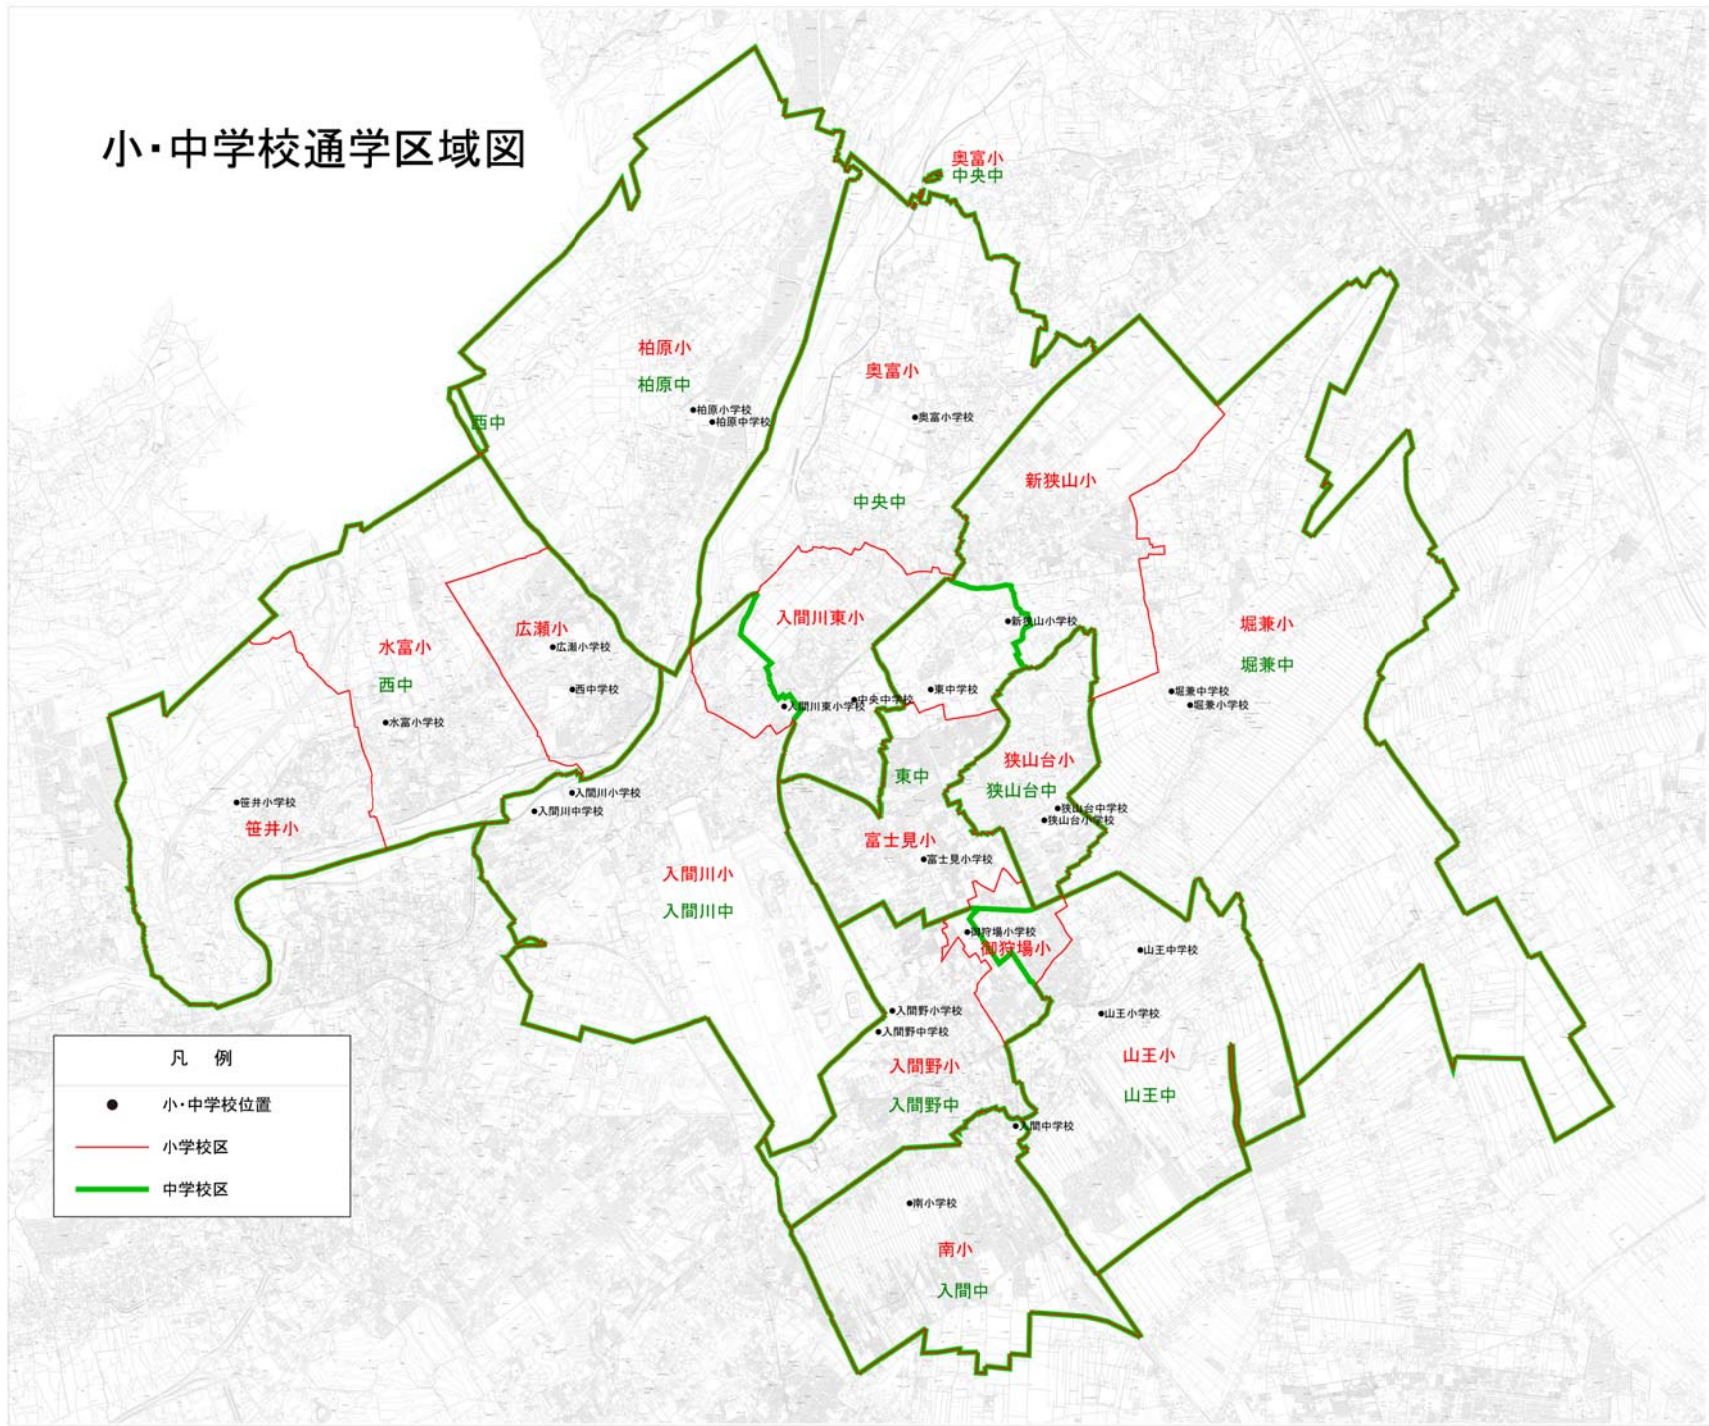 小・中学校通学区域図
奥富小
中央中
柏原小
柏原中
奥富小
●柏原小学校
●柏原中学校
●奥富小学校
西中
新狭山小
中央中
入間川東小
●新狭山小学校
堀兼小
広瀬小
水富小
●広瀬小学校
堀兼中
西中
●西中学校
●東中学校
●堀兼中学校
●中央中学校
●入間川東小学校
●堀兼小学校
●水富小学校
狭山台小
東中
狭山台中
●入間川小学校
●笹井小学校
●入間川中学校
●狭山台中学校
●狭山台小学校
笹井小
富士見小
●富士見小学校
入間川小
入間川中
●御狩場小学校
御狩場小
●山王中学校
●入間野小学校
●山王小学校
●入間野中学校
山王小
入間野小
山王中
入間野中
●入間中学校
●南小学校
南小
入間中
凡 例
小・中学校位置
小学校区
中学校区